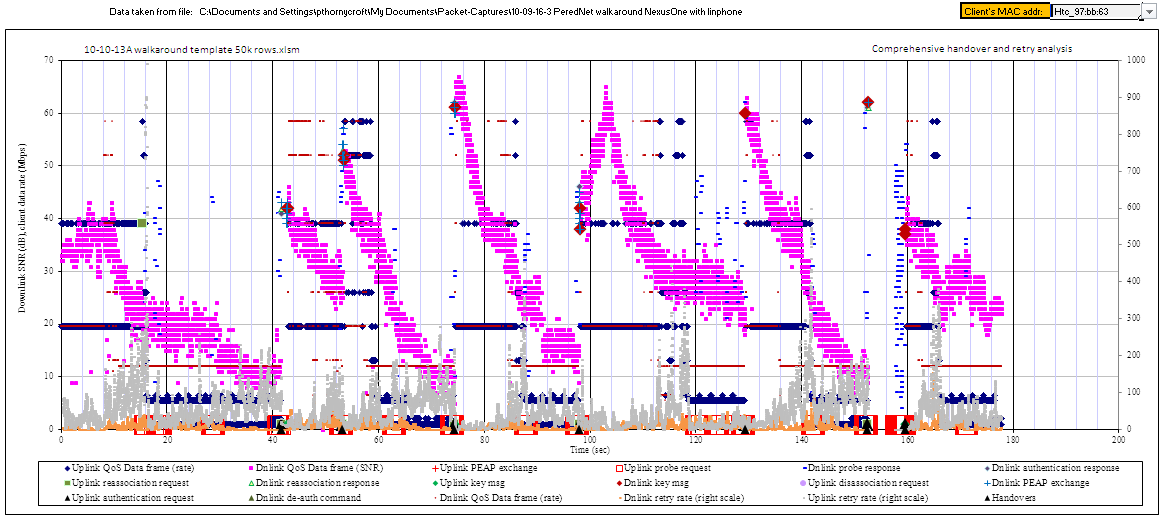 Data taken from file: C:\Documents and Settings\pthornycroft\My Documents\Packet-Captures\10-09-16-3 PeredNet walkaround NexusOne with linphone
Client's MAC addr: Htc_97:bb:63
10-10-13A walkaround template 50k rows.xlsm
Comprehensive handover and retry analysis
Downlink SNR (dB), client data rate (Mbps)
70 1000
60 900
50 800
40 700
30 600
20 500
10 400
0 300
200
100
0
0 20 40 60 80 100 120 140 160 180 200
Time (sec)
Uplink QoS Data frame (rate) Dnlink QoS Data frame (SNR) Uplink PEAP exchange Uplink probe request Dnlink probe response Dnlink authentication response
Uplink reassociation request Dnlink reassociation response Uplink key msg Dnlink key msg Uplink disassociation request Dnlink PEAP exchange
Uplink authentication request Dnlink de-auth command Dnlink QoS Data frame (rate) Dnlink retry rate (right scale) Uplink retry rate (right scale) Handovers